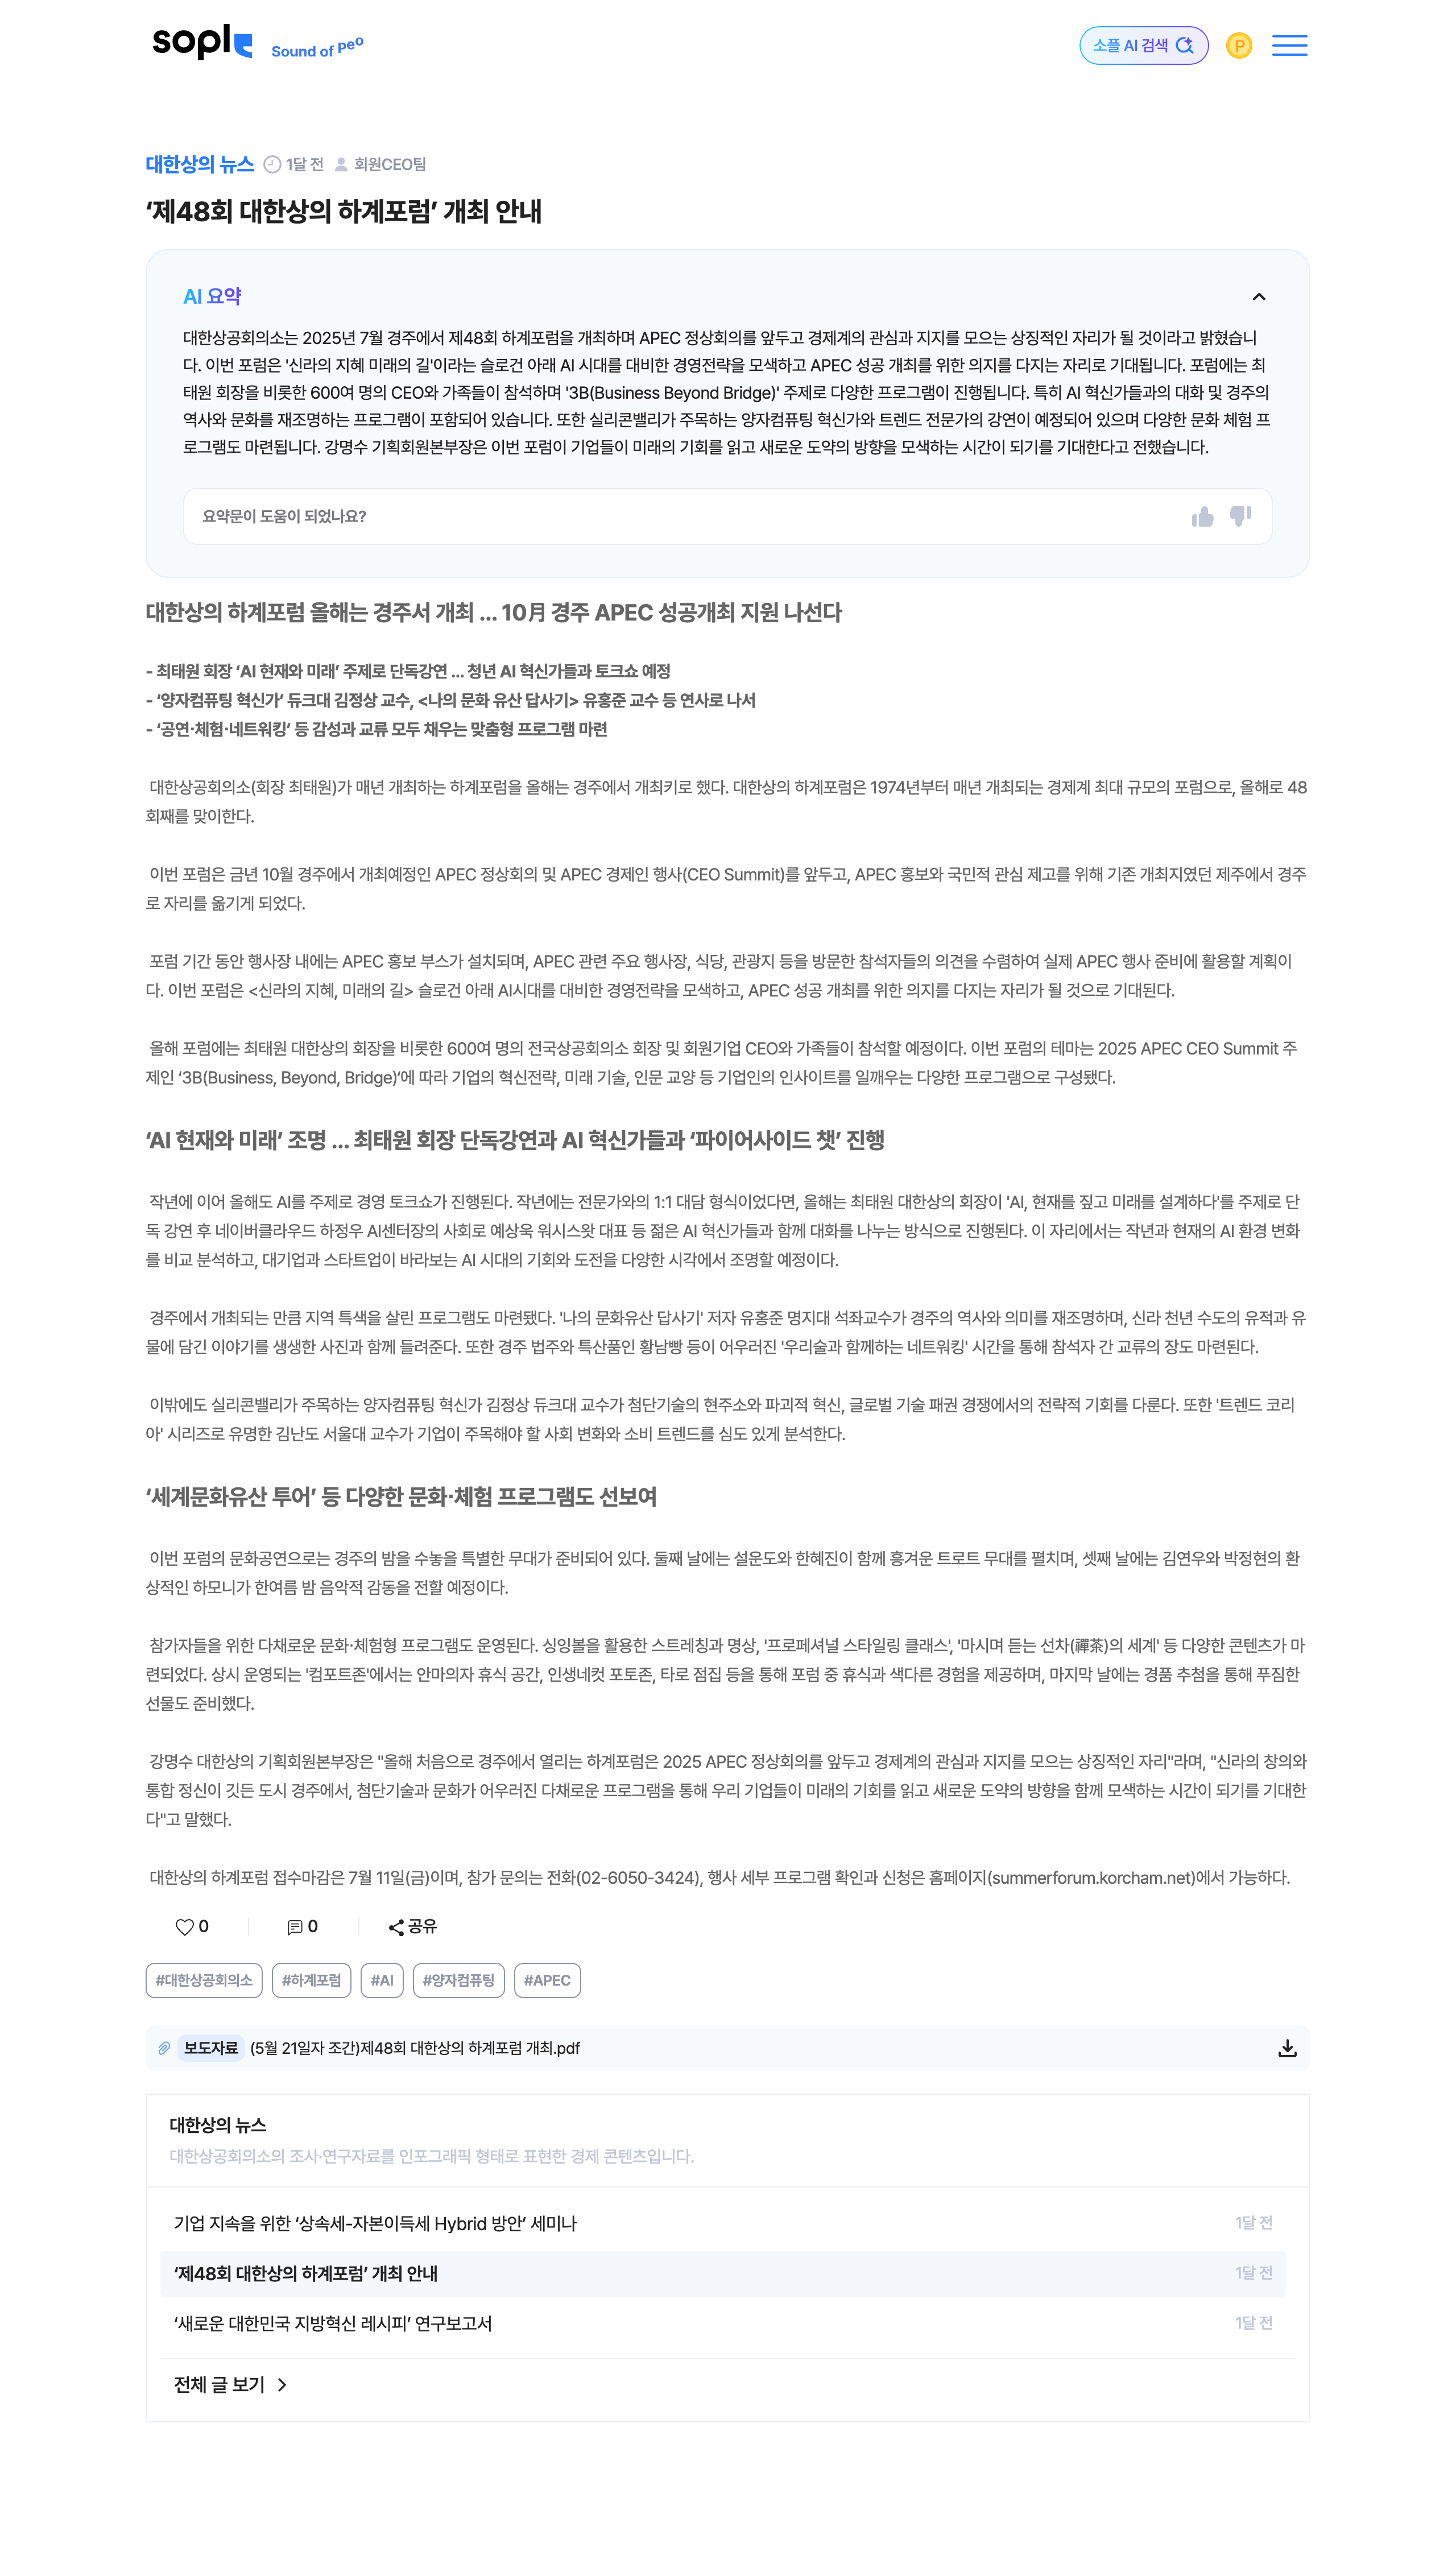 sople Sound of Peo
소플 AI 검색
P
대한상의 뉴스 1달 전 회원CEO팀
‘제48회 대한상의 하계포럼’ 개최 안내
AI 요약
대한상공회의소는 2025년 7월 경주에서 제48회 하계포럼을 개최하며 APEC 정상회의를 앞두고 경제계의 관심과 지지를 모으는 상징적인 자리가 될 것이라고 밝혔습니
다. 이번 포럼은 '신라의 지혜 미래의 길'이라는 슬로건 아래 AI 시대를 대비한 경영전략을 모색하고 APEC 성공 개최를 위한 의지를 다지는 자리로 기대됩니다. 포럼에는 최
태원 회장을 비롯한 600여 명의 CEO와 가족들이 참석하며 '3B(Business Beyond Bridge)' 주제로 다양한 프로그램이 진행됩니다. 특히 AI 혁신가들과의 대화 및 경주의
역사와 문화를 재조명하는 프로그램이 포함되어 있습니다. 또한 실리콘밸리가 주목하는 양자컴퓨팅 혁신가와 트렌드 전문가의 강연이 예정되어 있으며 다양한 문화 체험 프
로그램도 마련됩니다. 강명수 기획회원본부장은 이번 포럼이 기업들이 미래의 기회를 읽고 새로운 도약의 방향을 모색하는 시간이 되기를 기대한다고 전했습니다.
요약문이 도움이 되었나요?
대한상의 하계포럼 올해는 경주서 개최 ... 10月 경주 APEC 성공개최 지원 나선다
- 최태원 회장 ‘AI 현재와 미래’ 주제로 단독강연 ... 청년 AI 혁신가들과 토크쇼 예정
- ‘양자컴퓨팅 혁신가’ 듀크대 김정상 교수, <나의 문화 유산 답사기> 유홍준 교수 등 연사로 나서
- ‘공연·체험·네트워킹’ 등 감성과 교류 모두 채우는 맞춤형 프로그램 마련
대한상공회의소(회장 최태원)가 매년 개최하는 하계포럼을 올해는 경주에서 개최키로 했다. 대한상의 하계포럼은 1974년부터 매년 개최되는 경제계 최대 규모의 포럼으로, 올해로 48
회째를 맞이한다.
이번 포럼은 금년 10월 경주에서 개최예정인 APEC 정상회의 및 APEC 경제인 행사(CEO Summit)를 앞두고, APEC 홍보와 국민적 관심 제고를 위해 기존 개최지였던 제주에서 경주
로 자리를 옮기게 되었다.
포럼 기간 동안 행사장 내에는 APEC 홍보 부스가 설치되며, APEC 관련 주요 행사장, 식당, 관광지 등을 방문한 참석자들의 의견을 수렴하여 실제 APEC 행사 준비에 활용할 계획이
다. 이번 포럼은 <신라의 지혜, 미래의 길> 슬로건 아래 AI시대를 대비한 경영전략을 모색하고, APEC 성공 개최를 위한 의지를 다지는 자리가 될 것으로 기대된다.
올해 포럼에는 최태원 대한상의 회장을 비롯한 600여 명의 전국상공회의소 회장 및 회원기업 CEO와 가족들이 참석할 예정이다. 이번 포럼의 테마는 2025 APEC CEO Summit 주
제인 ‘3B(Business, Beyond, Bridge)’에 따라 기업의 혁신전략, 미래 기술, 인문 교양 등 기업인의 인사이트를 일깨우는 다양한 프로그램으로 구성됐다.
‘AI 현재와 미래’ 조명 ... 최태원 회장 단독강연과 AI 혁신가들과 ‘파이어사이드 챗’ 진행
작년에 이어 올해도 AI를 주제로 경영 토크쇼가 진행된다. 작년에는 전문가와의 1:1 대담 형식이었다면, 올해는 최태원 대한상의 회장이 'AI, 현재를 짚고 미래를 설계하다'를 주제로 단
독 강연 후 네이버클라우드 하정우 AI센터장의 사회로 예상욱 워시스왓 대표 등 젊은 AI 혁신가들과 함께 대화를 나누는 방식으로 진행된다. 이 자리에서는 작년과 현재의 AI 환경 변화
를 비교 분석하고, 대기업과 스타트업이 바라보는 AI 시대의 기회와 도전을 다양한 시각에서 조명할 예정이다.
경주에서 개최되는 만큼 지역 특색을 살린 프로그램도 마련됐다. '나의 문화유산 답사기' 저자 유홍준 명지대 석좌교수가 경주의 역사와 의미를 재조명하며, 신라 천년 수도의 유적과 유
물에 담긴 이야기를 생생한 사진과 함께 들려준다. 또한 경주 법주와 특산품인 황남빵 등이 어우러진 '우리술과 함께하는 네트워킹' 시간을 통해 참석자 간 교류의 장도 마련된다.
이밖에도 실리콘밸리가 주목하는 양자컴퓨팅 혁신가 김정상 듀크대 교수가 첨단기술의 현주소와 파괴적 혁신, 글로벌 기술 패권 경쟁에서의 전략적 기회를 다룬다. 또한 '트렌드 코리
아' 시리즈로 유명한 김난도 서울대 교수가 기업이 주목해야 할 사회 변화와 소비 트렌드를 심도 있게 분석한다.
‘세계문화유산 투어’ 등 다양한 문화·체험 프로그램도 선보여
이번 포럼의 문화공연으로는 경주의 밤을 수놓을 특별한 무대가 준비되어 있다. 둘째 날에는 설운도와 한혜진이 함께 흥겨운 트로트 무대를 펼치며, 셋째 날에는 김연우와 박정현의 환
상적인 하모니가 한여름 밤 음악적 감동을 전할 예정이다.
참가자들을 위한 다채로운 문화·체험형 프로그램도 운영된다. 싱잉볼을 활용한 스트레칭과 명상, '프로페셔널 스타일링 클래스', '마시며 듣는 선차(禪茶)의 세계' 등 다양한 콘텐츠가 마
련되었다. 상시 운영되는 '컴포트존'에서는 안마의자 휴식 공간, 인생네컷 포토존, 타로 점집 등을 통해 포럼 중 휴식과 색다른 경험을 제공하며, 마지막 날에는 경품 추첨을 통해 푸짐한
선물도 준비했다.
강명수 대한상의 기획회원본부장은 "올해 처음으로 경주에서 열리는 하계포럼은 2025 APEC 정상회의를 앞두고 경제계의 관심과 지지를 모으는 상징적인 자리"라며, "신라의 창의와
통합 정신이 깃든 도시 경주에서, 첨단기술과 문화가 어우러진 다채로운 프로그램을 통해 우리 기업들이 미래의 기회를 읽고 새로운 도약의 방향을 함께 모색하는 시간이 되기를 기대한
다"고 말했다.
대한상의 하계포럼 접수마감은 7월 11일(금)이며, 참가 문의는 전화(02-6050-3424), 행사 세부 프로그램 확인과 신청은 홈페이지(summerforum.korcham.net)에서 가능하다.
0 0 공유
#대한상공회의소 #하계포럼 #AI #양자컴퓨팅 #APEC
보도자료 (5월 21일자 조간)제48회 대한상의 하계포럼 개최.pdf
대한상의 뉴스
대한상공회의소의 조사·연구자료를 인포그래픽 형태로 표현한 경제 콘텐츠입니다.
기업 지속을 위한 ‘상속세-자본이득세 Hybrid 방안’ 세미나 1달 전
‘제48회 대한상의 하계포럼’ 개최 안내 1달 전
‘새로운 대한민국 지방혁신 레시피’ 연구보고서 1달 전
전체 글 보기